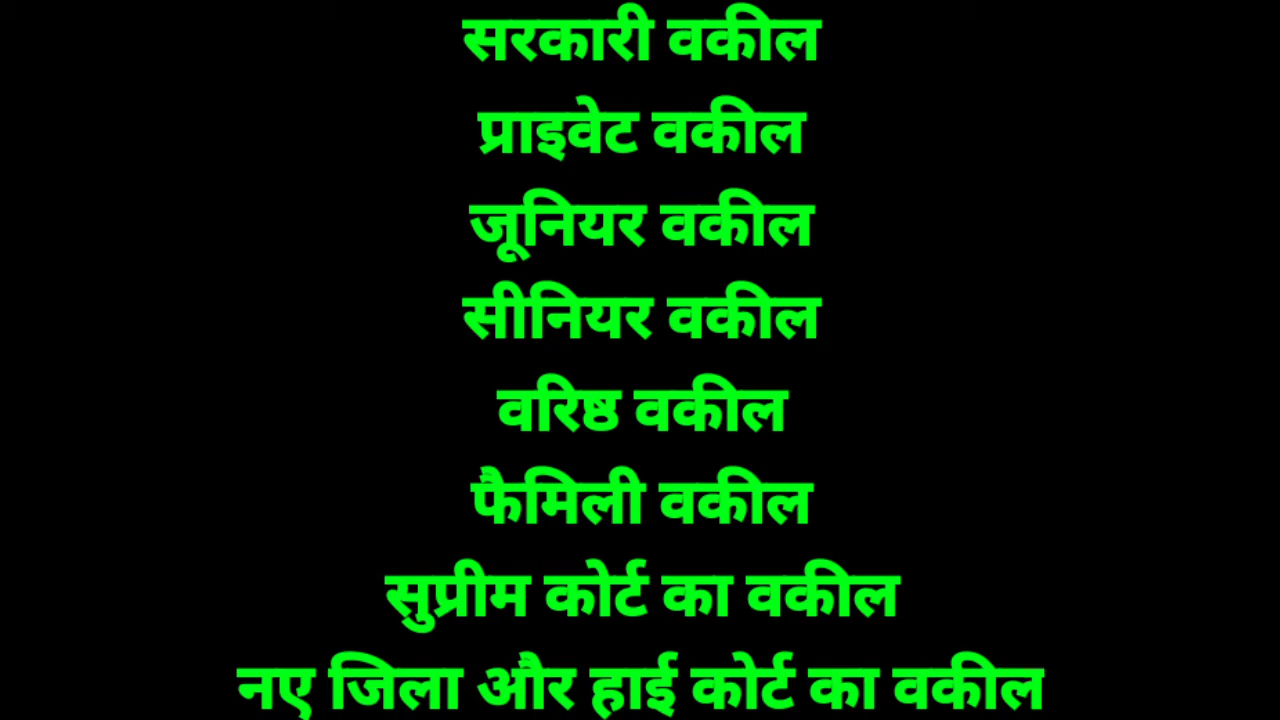 सरकारी वकील
प्राइवेट वकील
जूनियर वकील
सीनियर वकील
वरिष्ठ वकील
फैमिली वकील
सुप्रीम कोर्ट का वकील
नए जिला और हाई कोर्ट का वकील